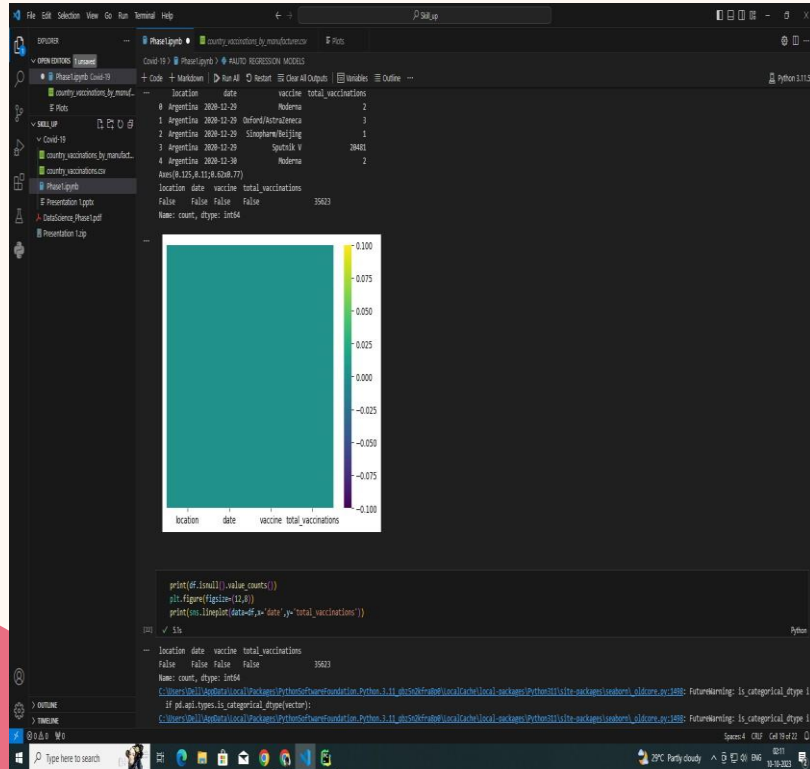 File Edit Selection View Go Run Terminal Help
Skill_up
EXPLORER
OPEN EDITORS 1 unsaved
Phase1.ipynb Covid-19
country_vaccinations_by_manuf...
Plots
SKILL_UP
Covid-19
country_vaccinations_by_manufact...
country_vaccinations.csv
Phase1.ipynb
Presentation 1.pptx
DataScience_Phase1.pdf
Presentation 1.zip
OUTLINE
TIMELINE
Phase1.ipynb country_vaccinations_by_manufacturer.csv Plots
Covid-19 > Phase1.ipynb > #AUTO REGRESSION MODELS
+ Code + Markdown Run All Restart Clear All Outputs Variables Outline ...
Python 3.11.5
location date vaccine total_vaccinations
0 Argentina 2020-12-29 Moderna 2
1 Argentina 2020-12-29 Oxford/AstraZeneca 3
2 Argentina 2020-12-29 Sinopharm/Beijing 1
3 Argentina 2020-12-29 Sputnik V 20481
4 Argentina 2020-12-30 Moderna 2
Axes(0.125,0.11;0.62x0.77)
location date vaccine total_vaccinations
False False False False 35623
Name: count, dtype: int64
0.100
0.075
0.050
0.025
0.000
−0.025
−0.050
−0.075
−0.100
location date vaccine total_vaccinations
print(df.isnull().value_counts())
plt.figure(figsize=(12,8))
print(sns.lineplot(data=df,x='date',y='total_vaccinations'))
Python
location date vaccine total_vaccinations
False False False False 35623
Name: count, dtype: int64
FutureWarning: is_categorical_dtype i
if pd.api.types.is_categorical_dtype(vector):
FutureWarning: is_categorical_dtype i
Spaces: 4 CRLF Cell 19 of 22
Type here to search
29°C Partly cloudy
ENG
02:11
10-10-2023